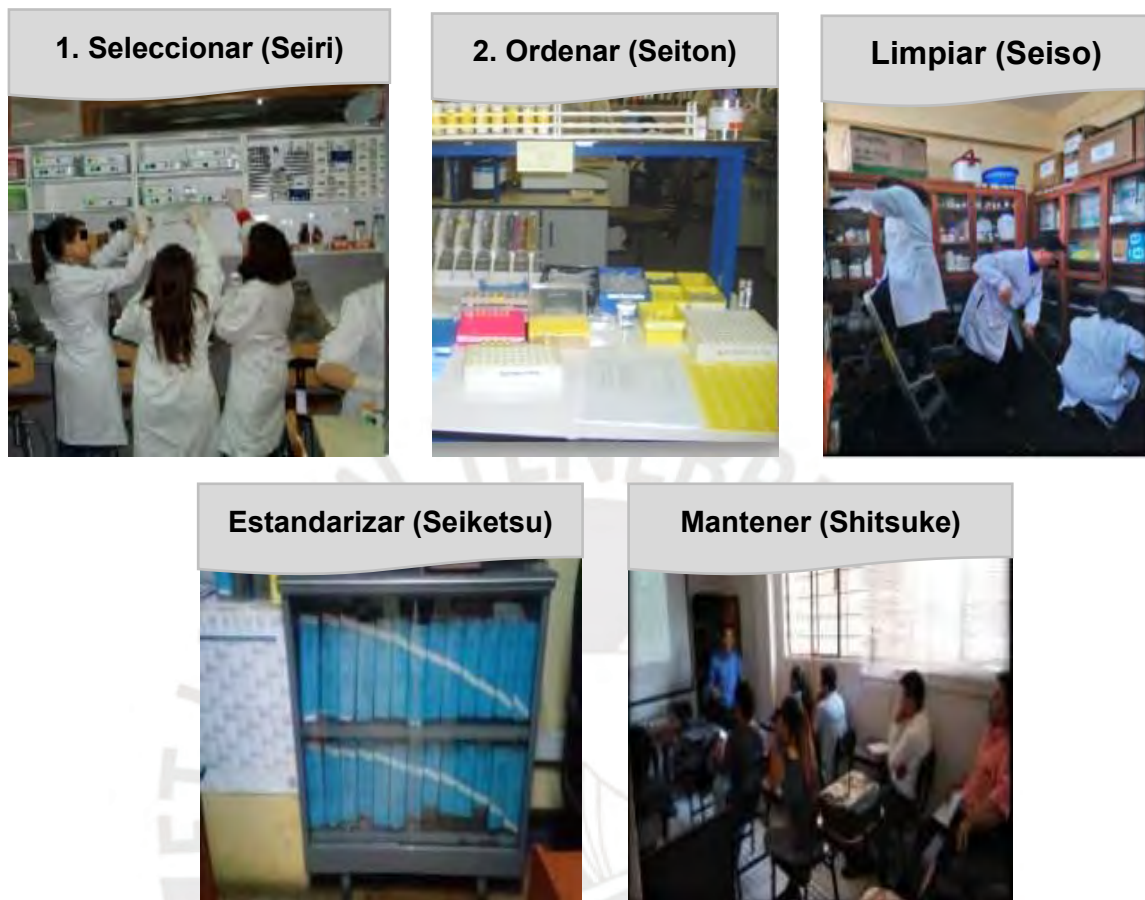 1. Seleccionar (Seiri)
2. Ordenar (Seiton)
Limpiar (Seiso)
Estandarizar (Seiketsu)
Mantener (Shitsuke)